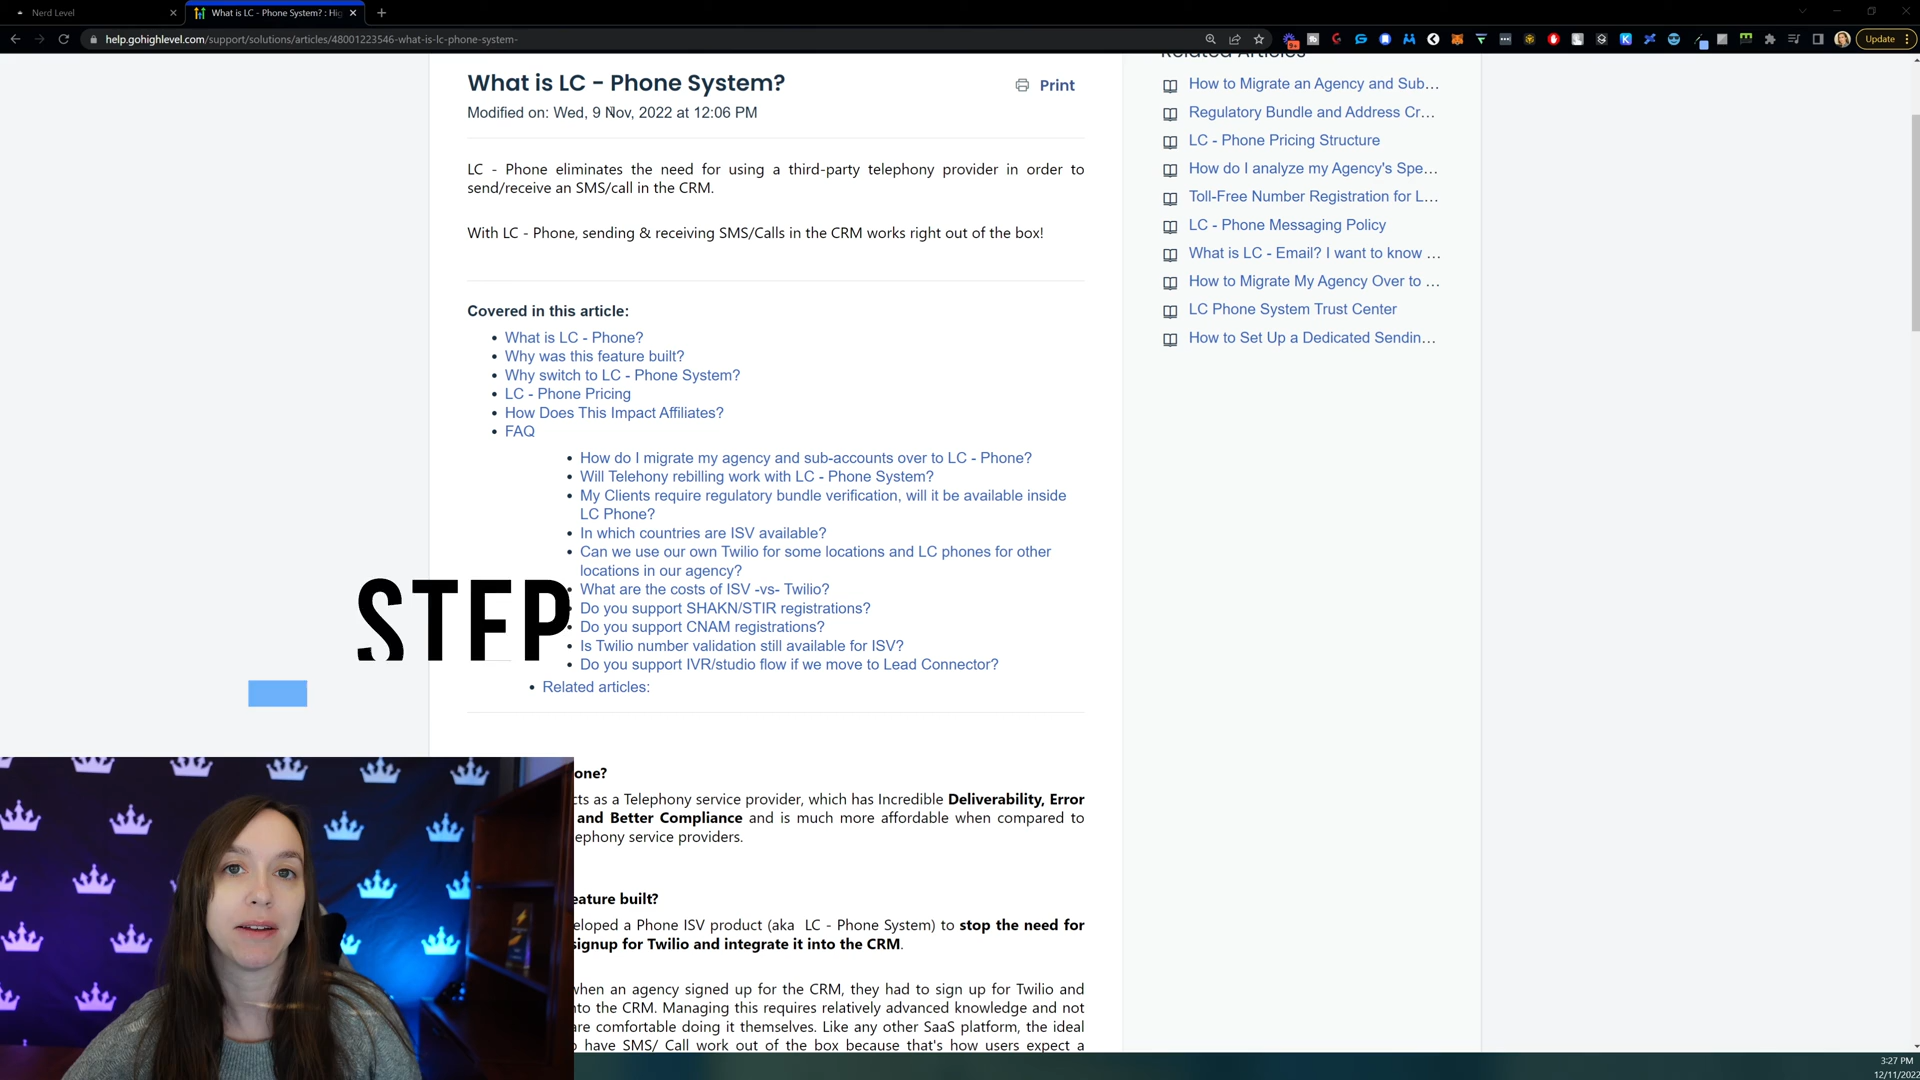 Nerd Level
What is LC - Phone System? : Hig
help.gohighlevel.com/support/solutions/articles/48001223546-what-is-lc-phone-system-
Update
What is LC - Phone System?
Print
Modified on: Wed, 9 Nov, 2022 at 12:06 PM
LC - Phone eliminates the need for using a third-party telephony provider in order to
send/receive an SMS/call in the CRM.
With LC - Phone, sending & receiving SMS/Calls in the CRM works right out of the box!
Covered in this article:
What is LC - Phone?
Why was this feature built?
Why switch to LC - Phone System?
LC - Phone Pricing
How Does This Impact Affiliates?
FAQ
How do I migrate my agency and sub-accounts over to LC - Phone?
Will Telehony rebilling work with LC - Phone System?
My Clients require regulatory bundle verification, will it be available inside
LC Phone?
In which countries are ISV available?
Can we use our own Twilio for some locations and LC phones for other
locations in our agency?
What are the costs of ISV -vs- Twilio?
Do you support SHAKN/STIR registrations?
Do you support CNAM registrations?
Is Twilio number validation still available for ISV?
Do you support IVR/studio flow if we move to Lead Connector?
Related articles:
STEP
one?
cts as a Telephony service provider, which has Incredible Deliverability, Error
and Better Compliance and is much more affordable when compared to
ephony service providers.
eature built?
eloped a Phone ISV product (aka LC - Phone System) to stop the need for
signup for Twilio and integrate it into the CRM.
when an agency signed up for the CRM, they had to sign up for Twilio and
nto the CRM. Managing this requires relatively advanced knowledge and not
are comfortable doing it themselves. Like any other SaaS platform, the ideal
have SMS/ Call work out of the box because that's how users expect a
Related Articles
How to Migrate an Agency and Sub...
Regulatory Bundle and Address Cr...
LC - Phone Pricing Structure
How do I analyze my Agency's Spe...
Toll-Free Number Registration for L...
LC - Phone Messaging Policy
What is LC - Email? I want to know ...
How to Migrate My Agency Over to ...
LC Phone System Trust Center
How to Set Up a Dedicated Sendin...
3:27 PM
12/11/2022